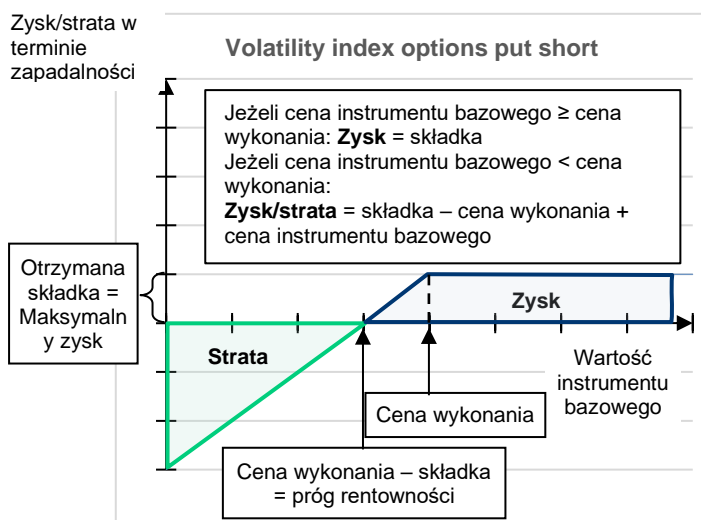 Zysk/strata w
terminie
zapadalności
Volatility index options put short
Jeżeli cena instrumentu bazowego ≥ cena
wykonania: Zysk = składka
Jeżeli cena instrumentu bazowego < cena
wykonania:
Zysk/strata = składka – cena wykonania +
cena instrumentu bazowego
Otrzymana
składka =
Maksymaln
y zysk
Zysk
Strata
Wartość
instrumentu
bazowego
Cena wykonania
Cena wykonania – składka
= próg rentowności